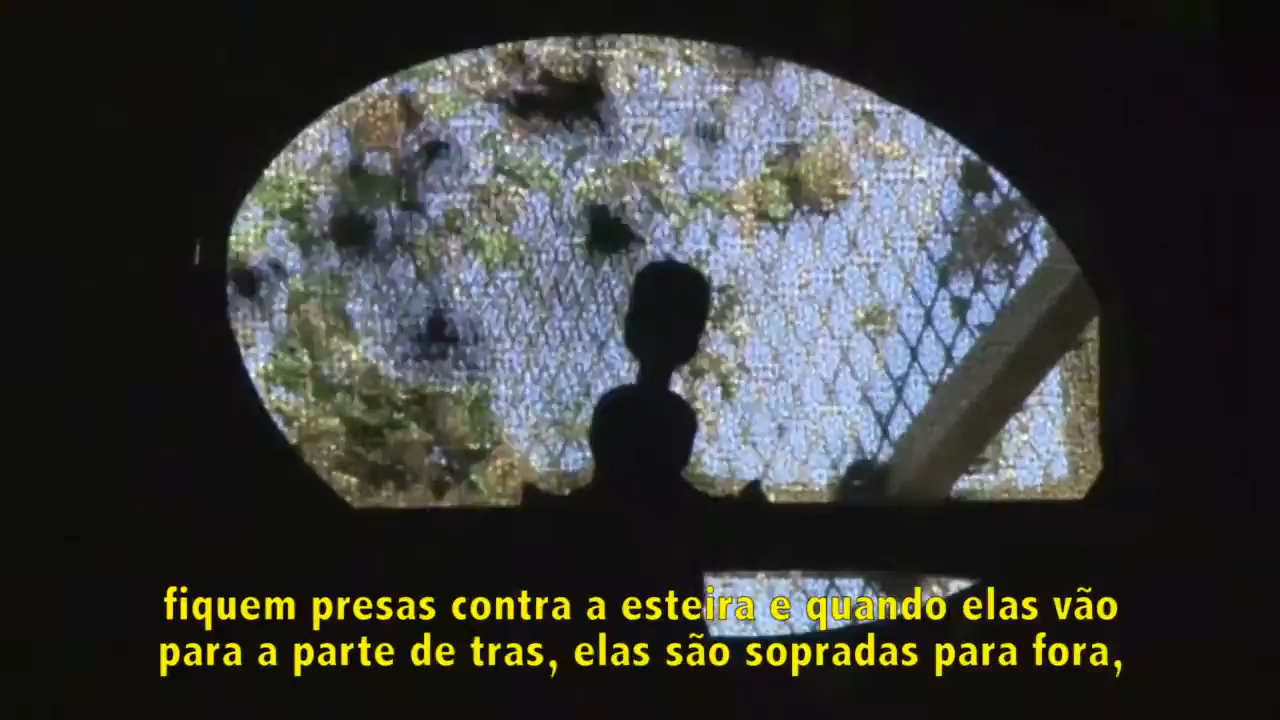 fiquem presas contra a esteira e quando elas vão
para a parte de tras, elas são sopradas para fora,